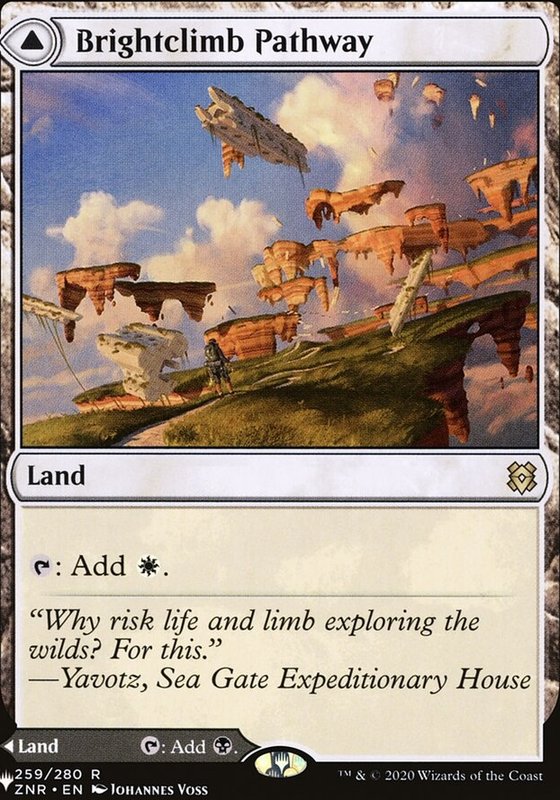 Brightclimb Pathway
Land
: Add .
“Why risk life and limb exploring the
wilds? For this.”
—Yavotz, Sea Gate Expeditionary House
Land : Add .
259/280 R
ZNR • EN Johannes Voss
™ & © 2020 Wizards of the Coast